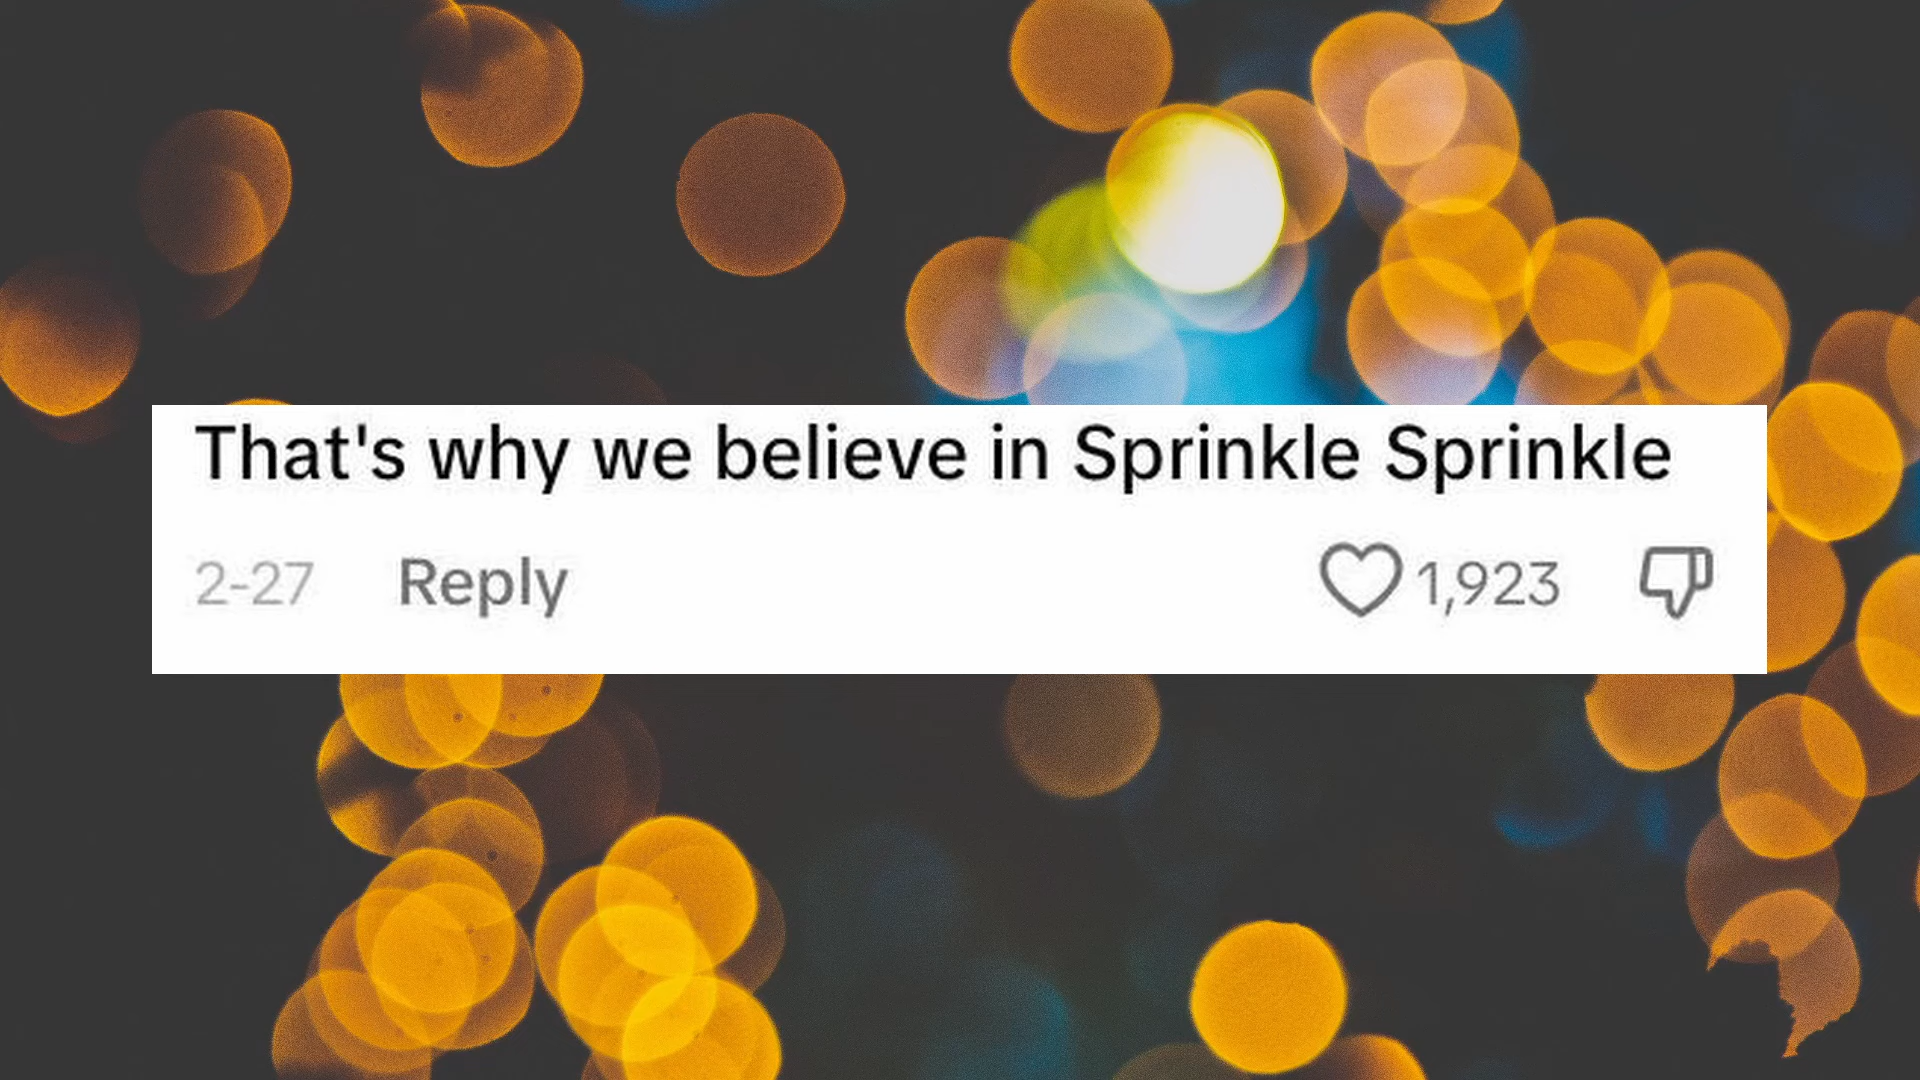 That's why we believe in Sprinkle Sprinkle
2-27 Reply 1,923